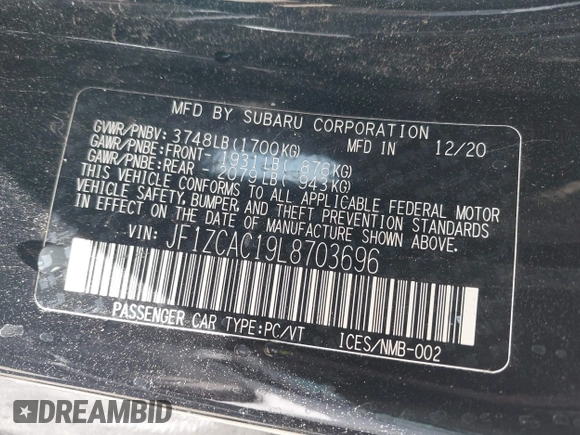 MFD BY SUBARU CORPORATION
GVWR/PNBV: 3748LB(1700KG) MFD IN 12/20
GAWR/PNBE:FRONT- 1931LB( 878KG)
GAWR/PNBE:REAR - 2079LB( 943KG)
THIS VEHICLE CONFORMS TO ALL APPLICABLE FEDERAL MOTOR
VEHICLE SAFETY, BUMPER, AND THEFT PREVENTION STANDARDS
IN EFFECT ON THE DATE OF MANUFACTURE SHOWN ABOVE.
VIN: JF1ZCAC19L8703696
PASSENGER CAR TYPE:PC/VT ICES/NMB-002
DREAMBID